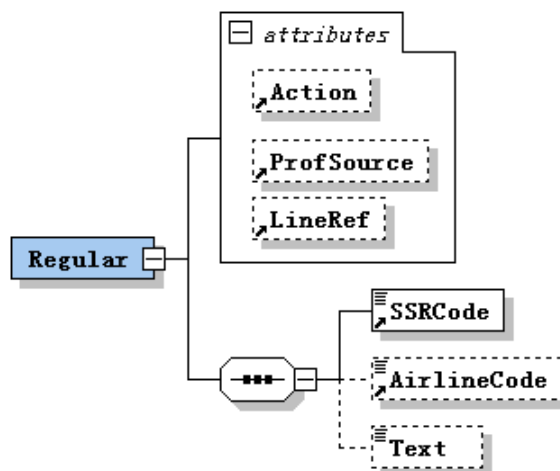 attributes
Action
ProfSource
LineRef
Regular
SSRCode
AirlineCode
Text